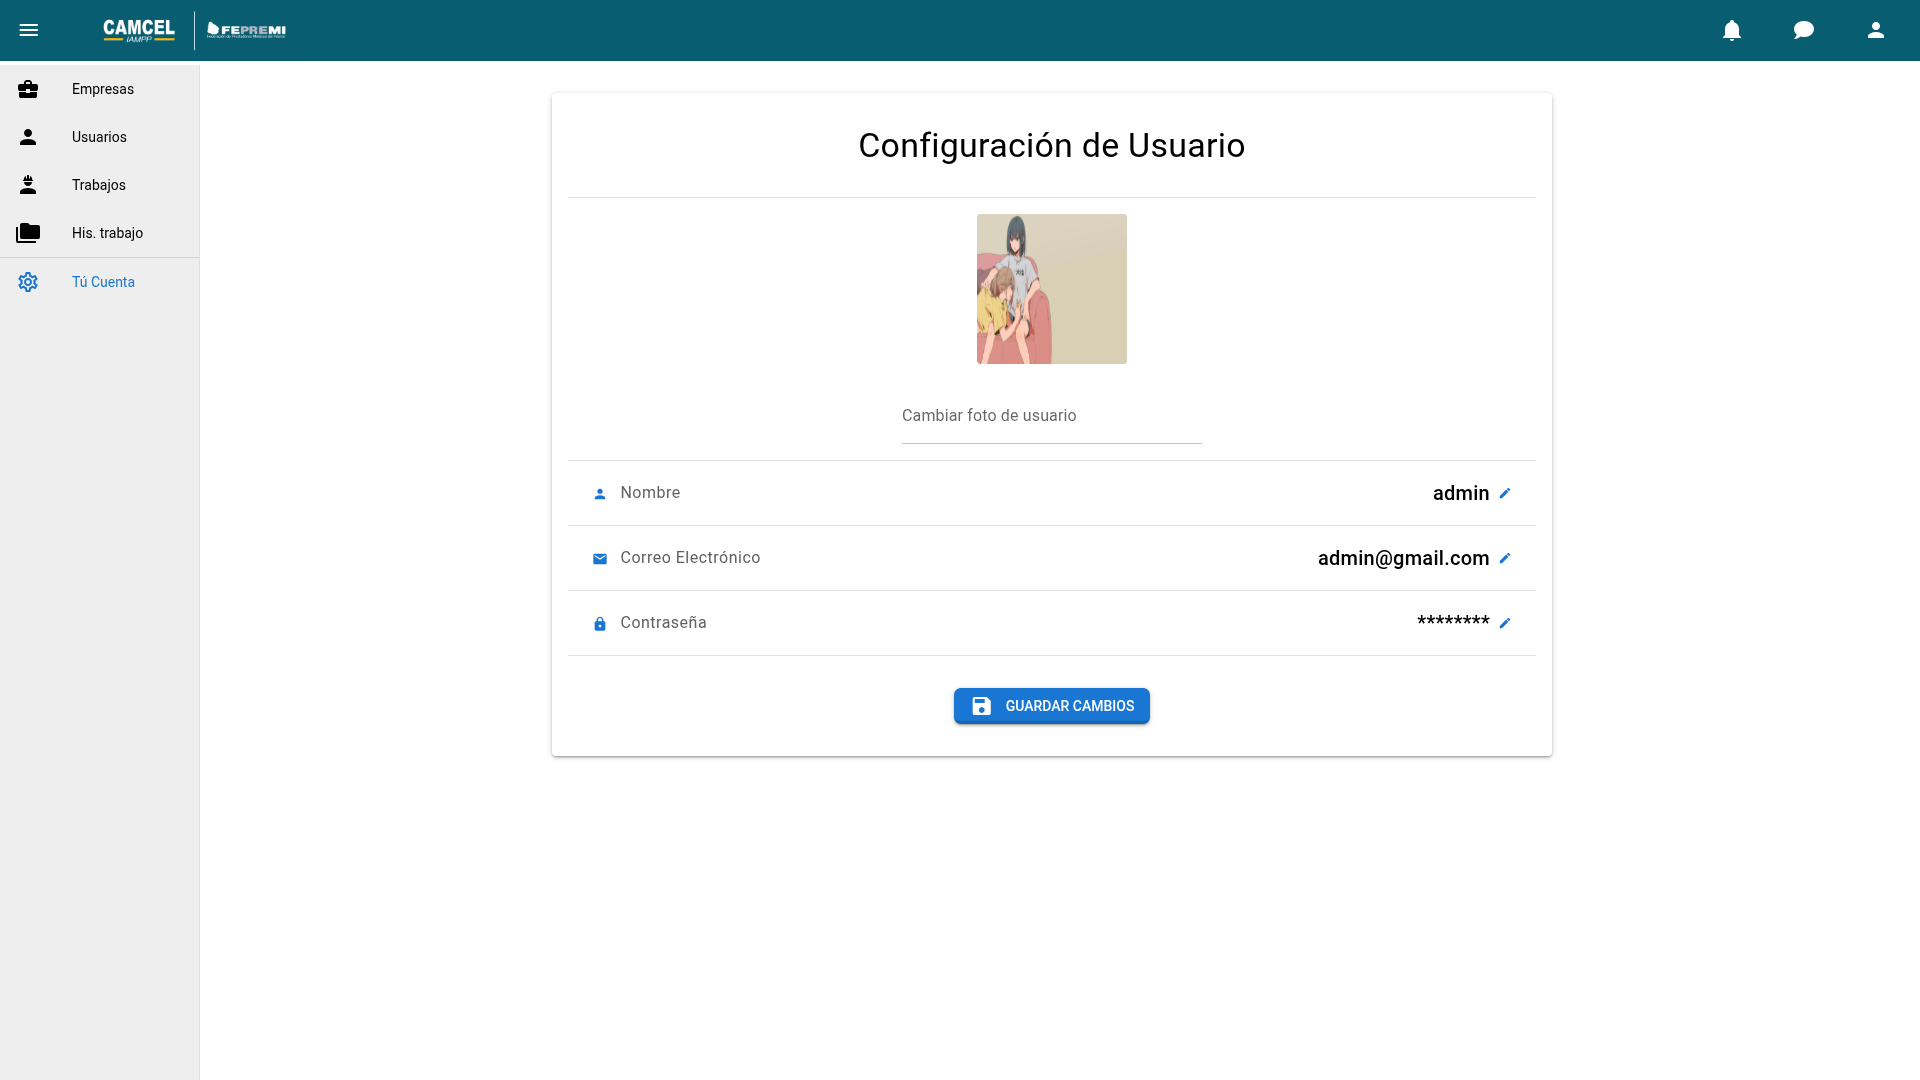 CAMCEL
IAMPP
FEPREMI
Empresas
Usuarios
Trabajos
His. trabajo
Tú Cuenta
Configuración de Usuario
Cambiar foto de usuario
Nombre
admin
Correo Electrónico
admin@gmail.com
Contraseña
********
GUARDAR CAMBIOS